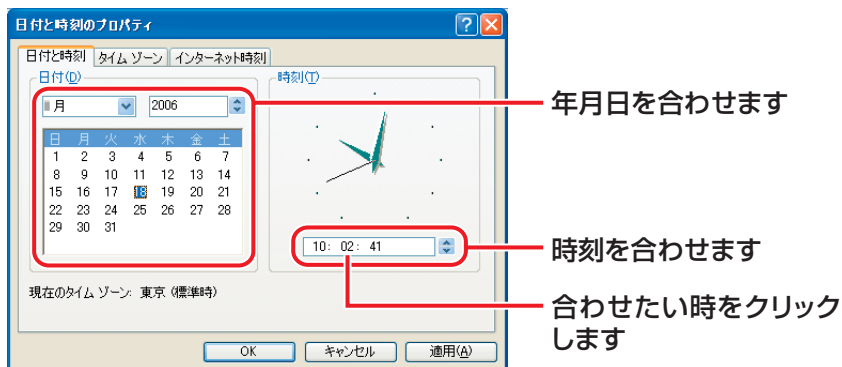 日付と時刻のプロパティ
日付と時刻 タイム ゾーン インターネット時刻
日付(D)
月 2006
日 月 火 水 木 金 土
1 2 3 4 5 6 7
8 9 10 11 12 13 14
15 16 17 18 19 20 21
22 23 24 25 26 27 28
29 30 31
時刻(T)
10: 02: 41
現在のタイム ゾーン: 東京 (標準時)
OK キャンセル 適用(A)
年月日を合わせます
時刻を合わせます
合わせたい時をクリック
します